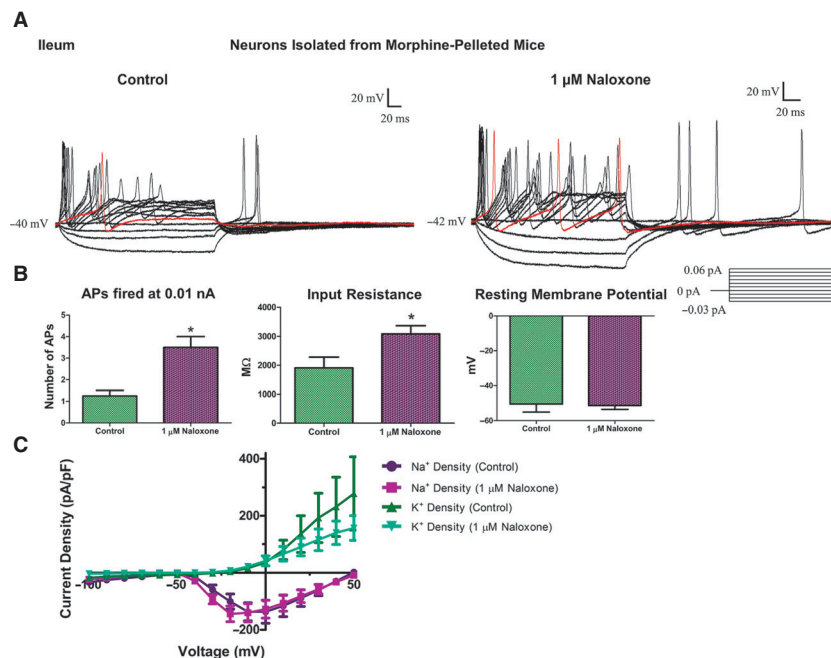 A
Ileum Neurons Isolated from Morphine-Pelleted Mice
Control 1 μM Naloxone
20 mV
20 ms
20 mV
20 ms
−40 mV
−42 mV
0.06 pA
0 pA
−0.03 pA
B
APs fired at 0.01 nA
Number of APs
5
4
3
2
1
0
*
Control 1 μM Naloxone
Input Resistance
MΩ
4000
3000
2000
1000
0
*
Control 1 μM Naloxone
Resting Membrane Potential
mV
0
−20
−40
−60
Control 1 μM Naloxone
C
Current Density (pA/pF)
400
200
−200
−100 −50 50
Voltage (mV)
Na+ Density (Control)
Na+ Density (1 μM Naloxone)
K+ Density (Control)
K+ Density (1 μM Naloxone)